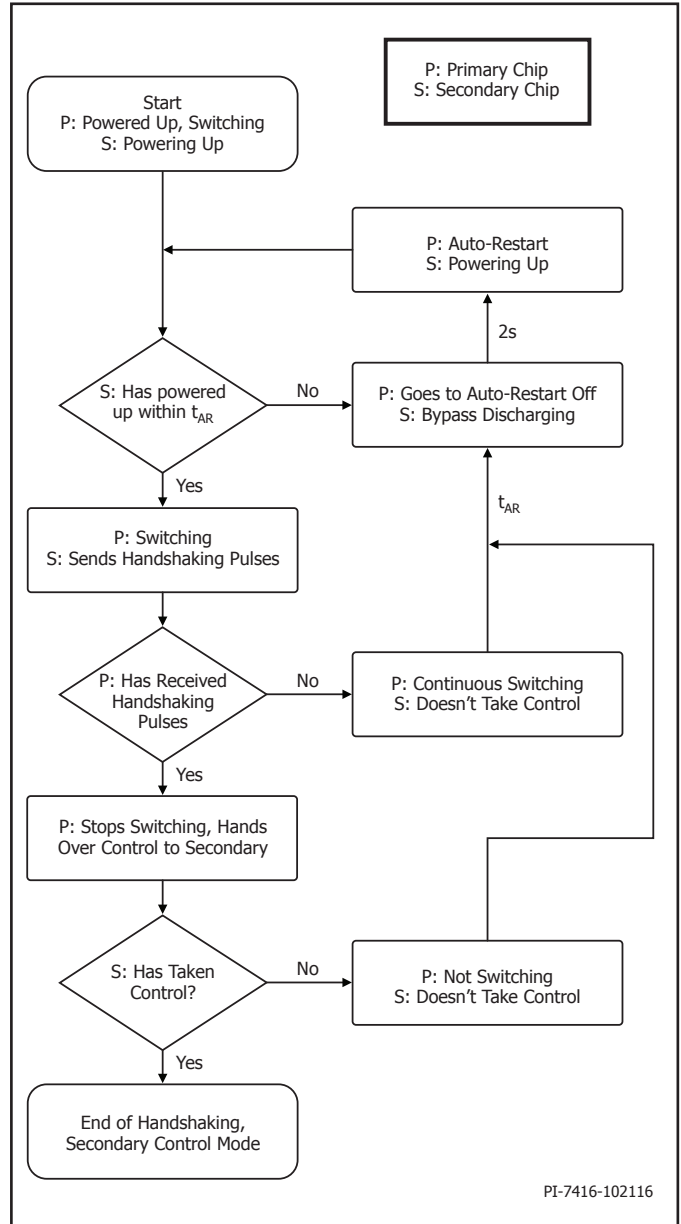 P: Primary Chip
S: Secondary Chip
Start
P: Powered Up, Switching
S: Powering Up
P: Auto-Restart
S: Powering Up
2s
S: Has powered
up within tAR
No
P: Goes to Auto-Restart Off
S: Bypass Discharging
Yes
tAR
P: Switching
S: Sends Handshaking Pulses
P: Has Received
Handshaking
Pulses
No
P: Continuous Switching
S: Doesn't Take Control
Yes
P: Stops Switching, Hands
Over Control to Secondary
S: Has Taken
Control?
No
P: Not Switching
S: Doesn't Take Control
Yes
End of Handshaking,
Secondary Control Mode
PI-7416-102116